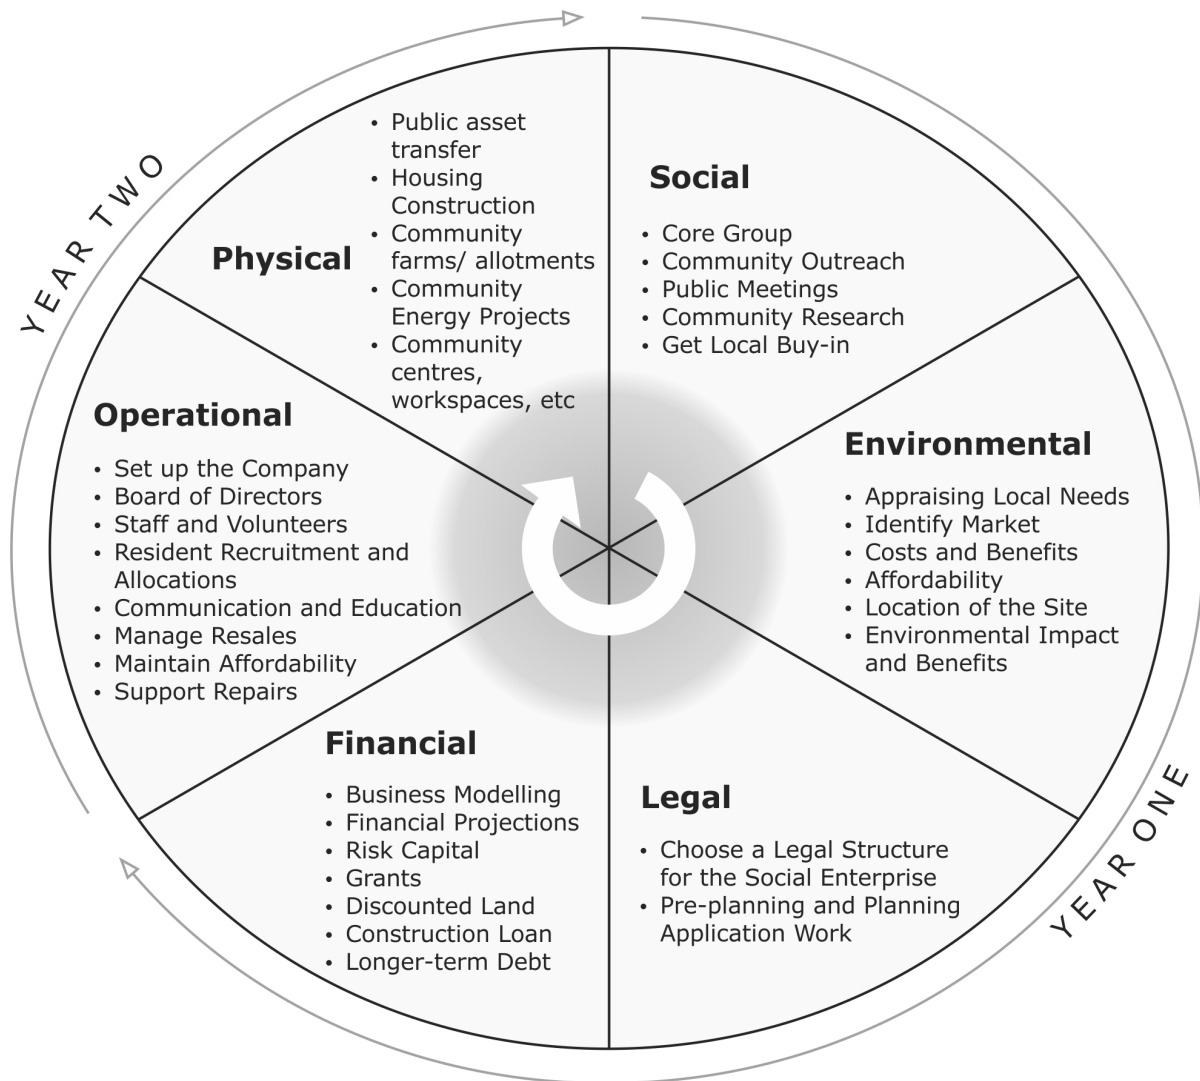 Social
• Core Group
• Community Outreach
• Public Meetings
• Community Research
• Get Local Buy-in
Environmental
• Appraising Local Needs
• Identify Market
• Costs and Benefits
• Affordability
• Location of the Site
• Environmental Impact
and Benefits
Legal
• Choose a Legal Structure
for the Social Enterprise
• Pre-planning and Planning
Application Work
YEAR ONE
Financial
• Business Modelling
• Financial Projections
• Risk Capital
• Grants
• Discounted Land
• Construction Loan
• Longer-term Debt
Operational
• Set up the Company
• Board of Directors
• Staff and Volunteers
• Resident Recruitment and
Allocations
• Communication and Education
• Manage Resales
• Maintain Affordability
• Support Repairs
YEAR TWO
Physical
• Public asset
transfer
• Housing
Construction
• Community
farms/ allotments
• Community
Energy Projects
• Community
centres,
workspaces, etc